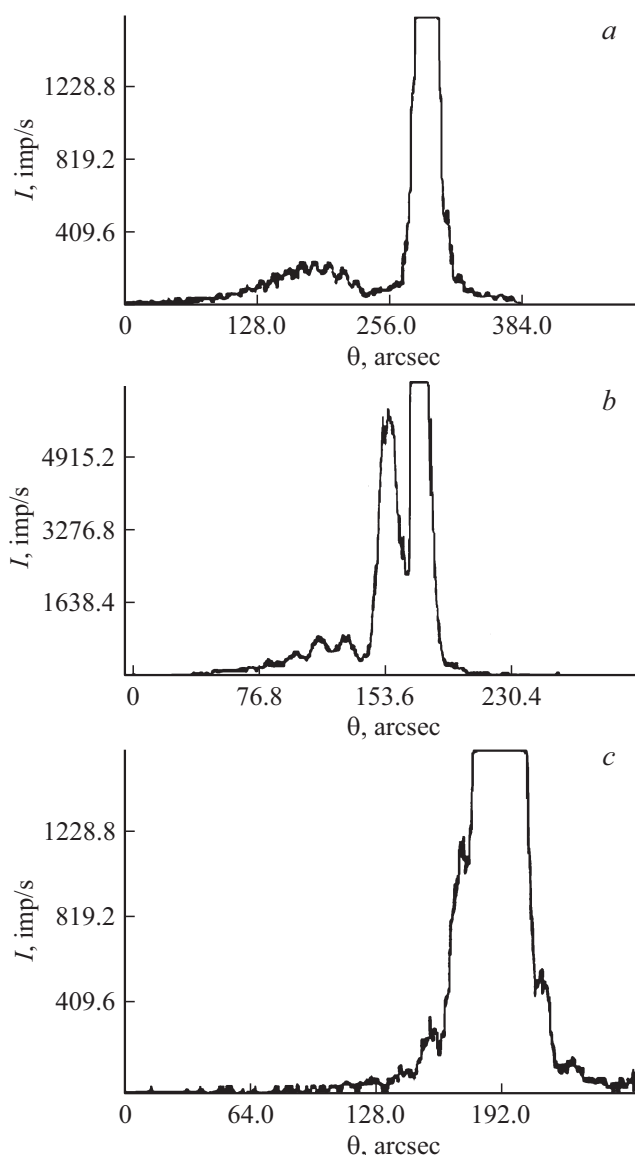 a
1228.8
819.2
409.6
I, imp/s
0 128.0 256.0 384.0
θ, arcsec
b
4915.2
3276.8
1638.4
I, imp/s
0 76.8 153.6 230.4
θ, arcsec
c
1228.8
819.2
409.6
I, imp/s
0 64.0 128.0 192.0
θ, arcsec